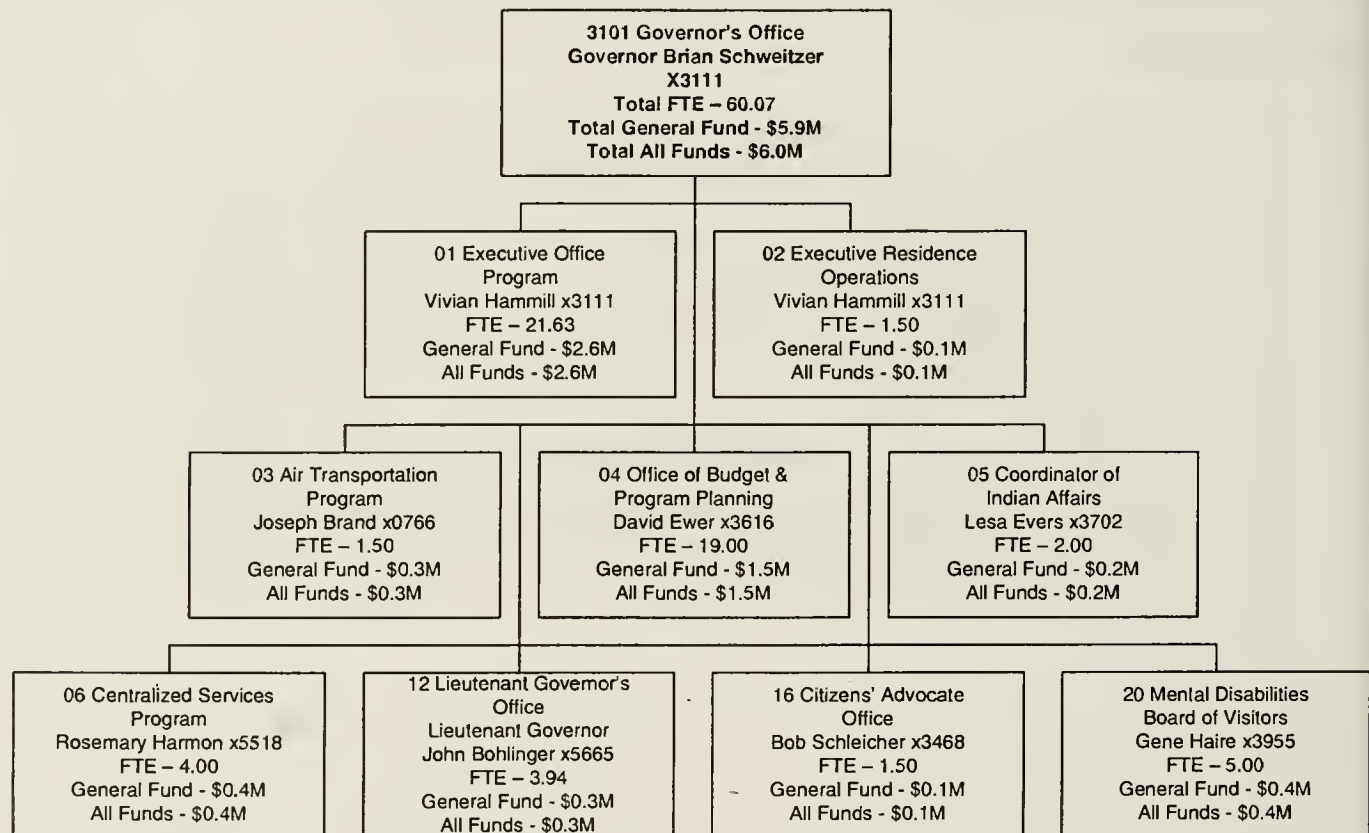 3101 Governor's Office
Governor Brian Schweitzer
X3111
Total FTE – 60.07
Total General Fund - $5.9M
Total All Funds - $6.0M
01 Executive Office
Program
Vivian Hammill x3111
FTE – 21.63
General Fund - $2.6M
All Funds - $2.6M
02 Executive Residence
Operations
Vivian Hammill x3111
FTE – 1.50
General Fund - $0.1M
All Funds - $0.1M
03 Air Transportation
Program
Joseph Brand x0766
FTE – 1.50
General Fund - $0.3M
All Funds - $0.3M
04 Office of Budget &
Program Planning
David Ewer x3616
FTE – 19.00
General Fund - $1.5M
All Funds - $1.5M
05 Coordinator of
Indian Affairs
Lesa Evers x3702
FTE – 2.00
General Fund - $0.2M
All Funds - $0.2M
06 Centralized Services
Program
Rosemary Harmon x5518
FTE – 4.00
General Fund - $0.4M
All Funds - $0.4M
12 Lieutenant Governor's
Office
Lieutenant Governor
John Bohlinger x5665
FTE – 3.94
General Fund - $0.3M
All Funds - $0.3M
16 Citizens' Advocate
Office
Bob Schleicher x3468
FTE – 1.50
General Fund - $0.1M
All Funds - $0.1M
20 Mental Disabilities
Board of Visitors
Gene Haire x3955
FTE – 5.00
General Fund - $0.4M
All Funds - $0.4M